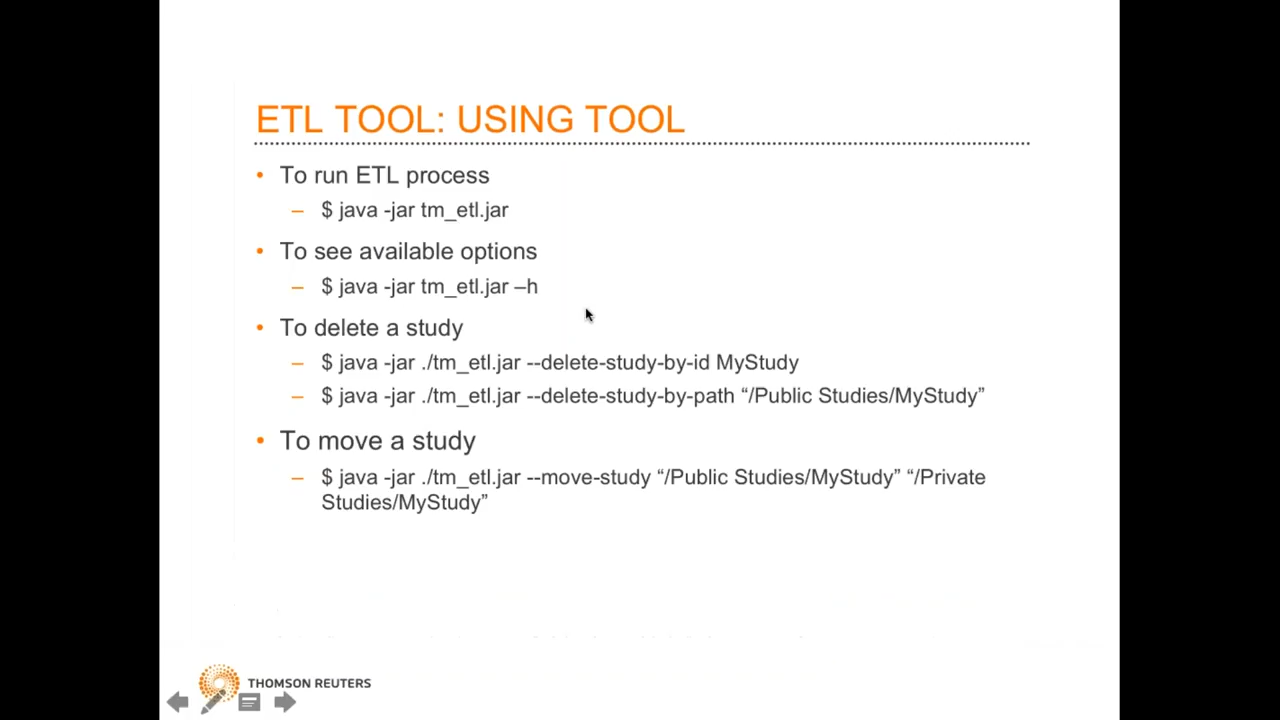 ETL TOOL: USING TOOL
• To run ETL process
– $ java -jar tm_etl.jar
• To see available options
– $ java -jar tm_etl.jar –h
• To delete a study
– $ java -jar ./tm_etl.jar --delete-study-by-id MyStudy
– $ java -jar ./tm_etl.jar --delete-study-by-path “/Public Studies/MyStudy”
• To move a study
– $ java -jar ./tm_etl.jar --move-study “/Public Studies/MyStudy” “/Private
Studies/MyStudy”
THOMSON REUTERS